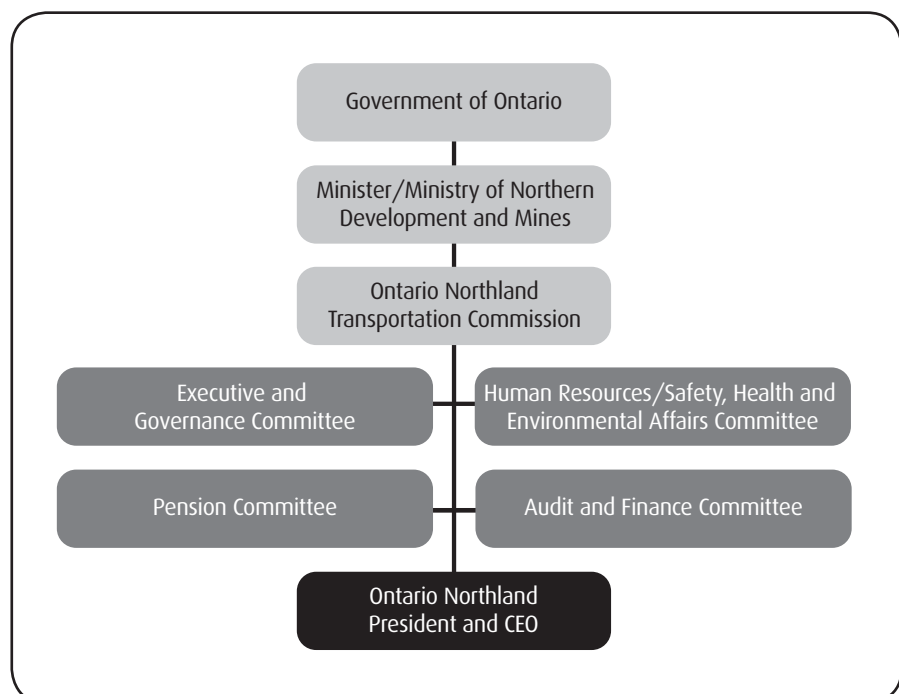 Government of Ontario
Minister/Ministry of Northern
Development and Mines
Ontario Northland
Transportation Commission
Executive and
Governance Committee
Human Resources/Safety, Health and
Environmental Affairs Committee
Pension Committee
Audit and Finance Committee
Ontario Northland
President and CEO